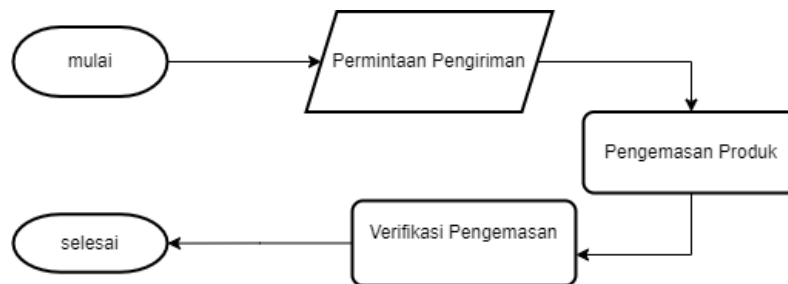 mulai
Permintaan Pengiriman
Pengemasan Produk
Verifikasi Pengemasan
selesai